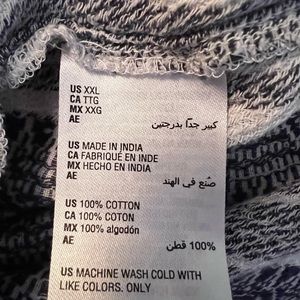 US XXL
CA TTG
MX XXG
AE كبير جداً بدرجتين
US MADE IN INDIA
CA FABRIQUÉ EN INDE
MX HECHO EN INDIA
AE صُنع في الهند
US 100% COTTON
CA 100% COTON
MX 100% algodón
AE 100% قطن
US MACHINE WASH COLD WITH
LIKE COLORS. ONLY